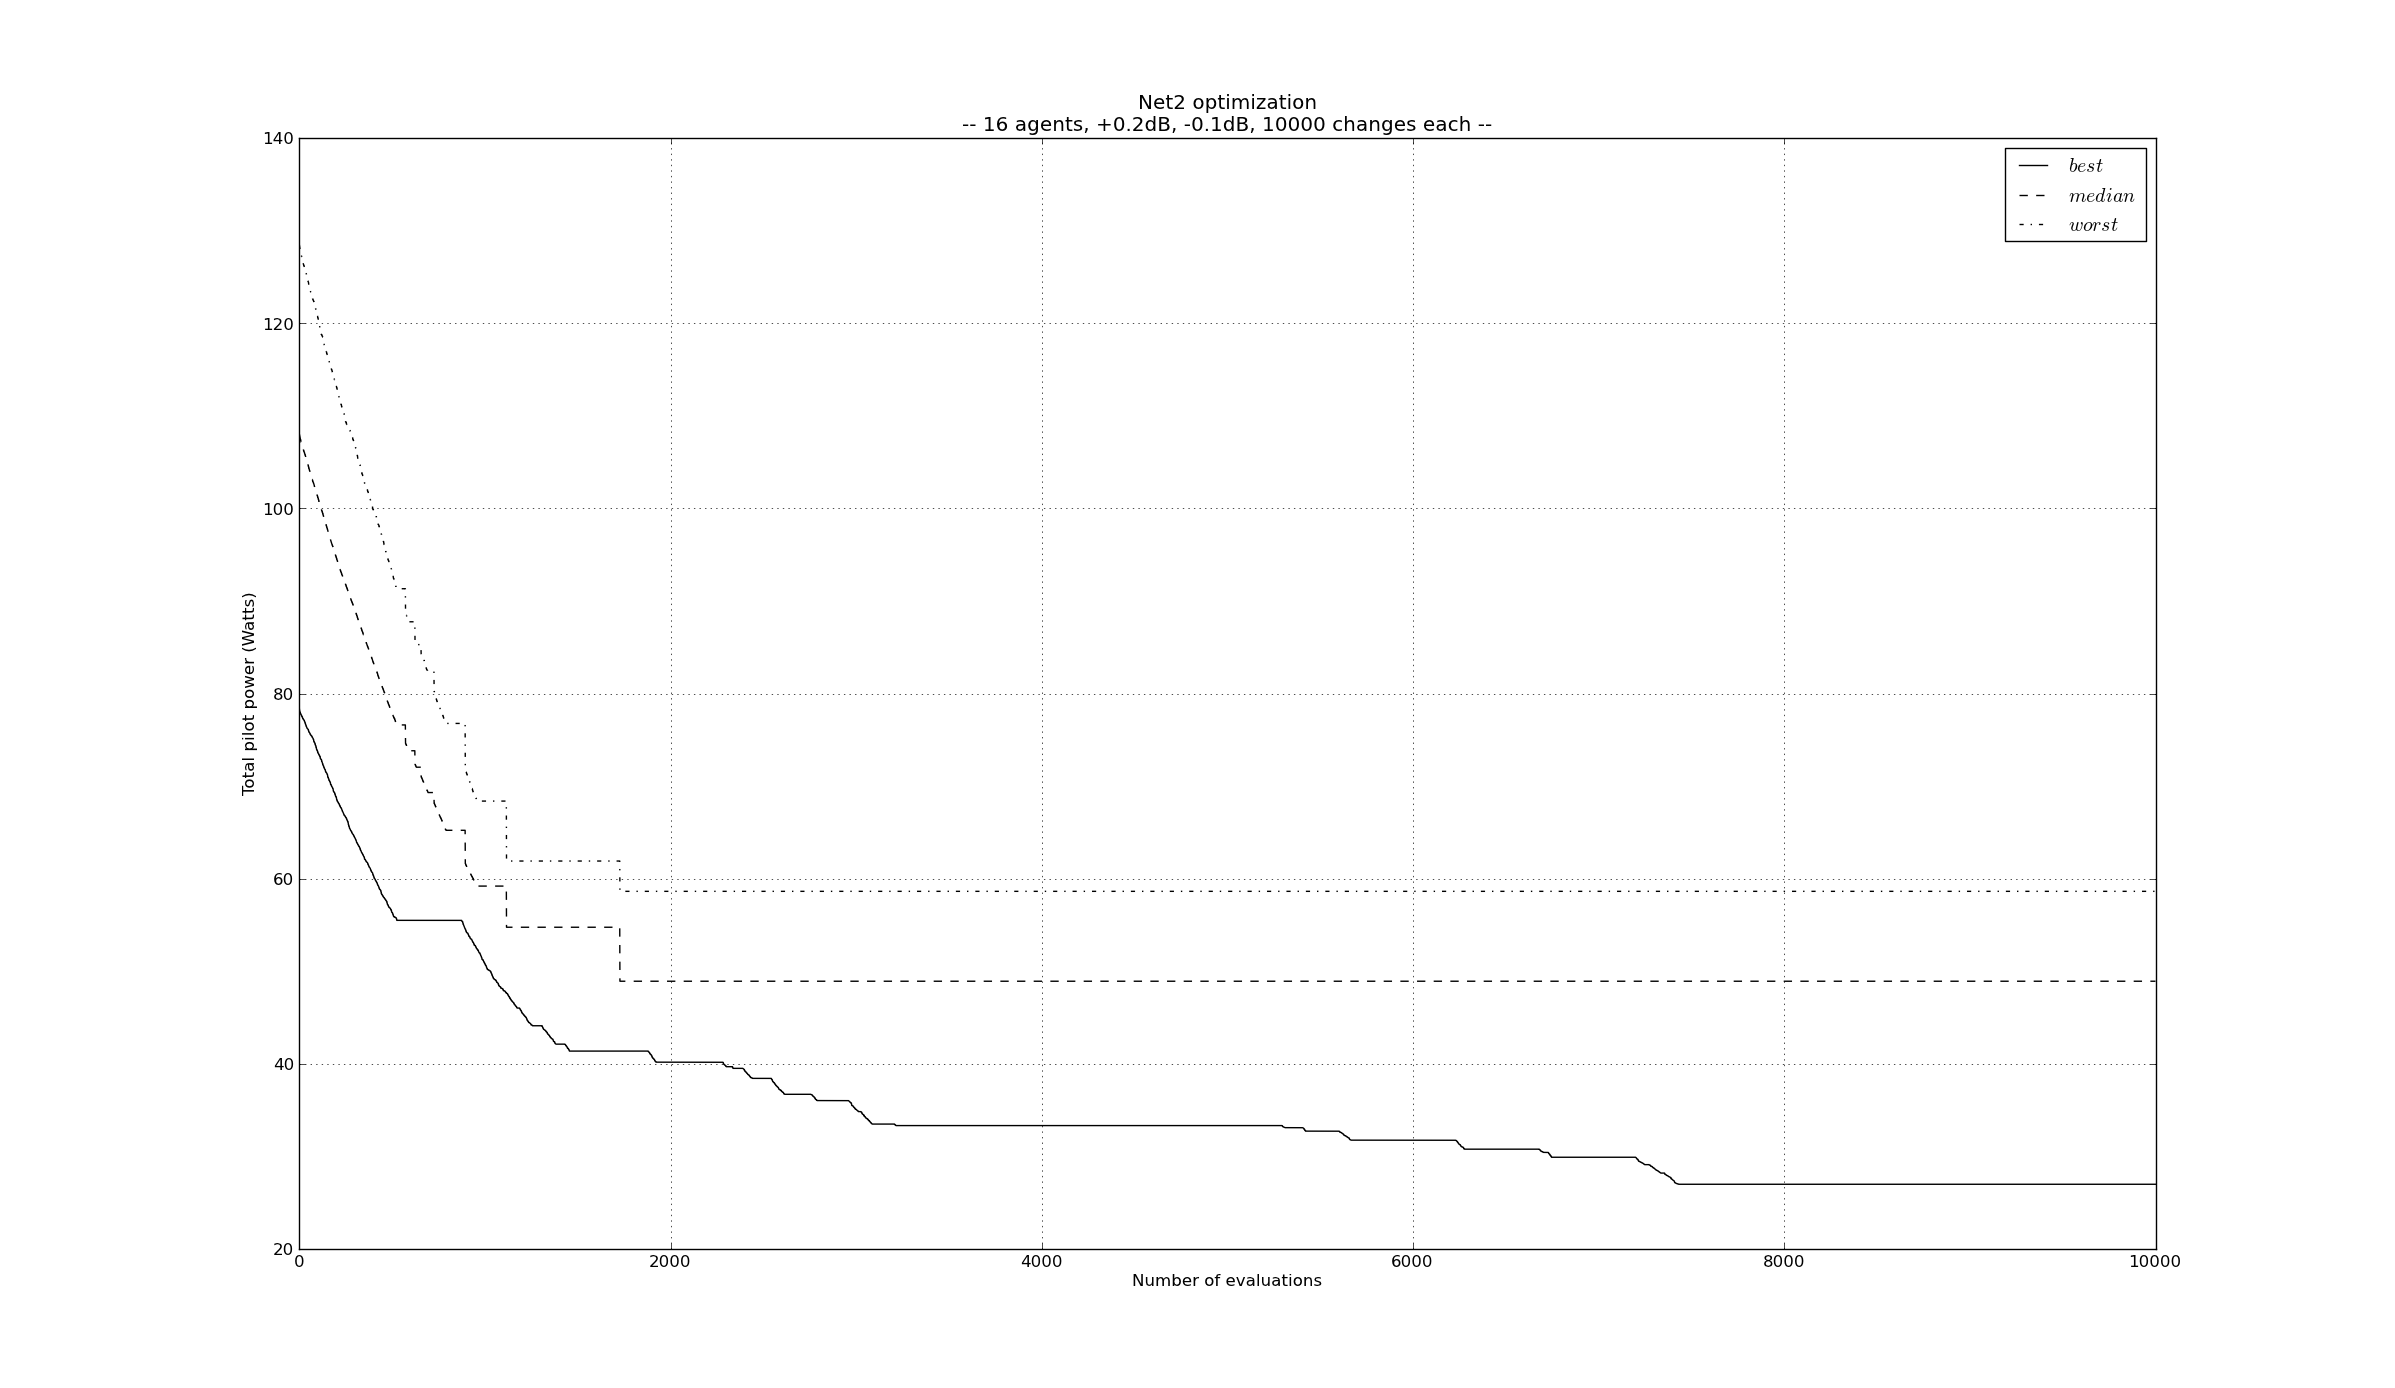 Net2 optimization
-- 16 agents, +0.2dB, -0.1dB, 10000 changes each --
140
120
100
80
60
40
20
Total pilot power (Watts)
best
median
worst
0 2000 4000 6000 8000 10000
Number of evaluations